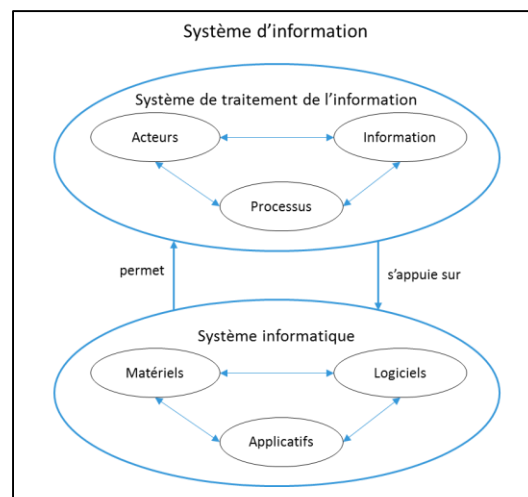 Système d’information
Système de traitement de l’information
Acteurs
Information
Processus
permet
s’appuie sur
Système informatique
Matériels
Logiciels
Applicatifs